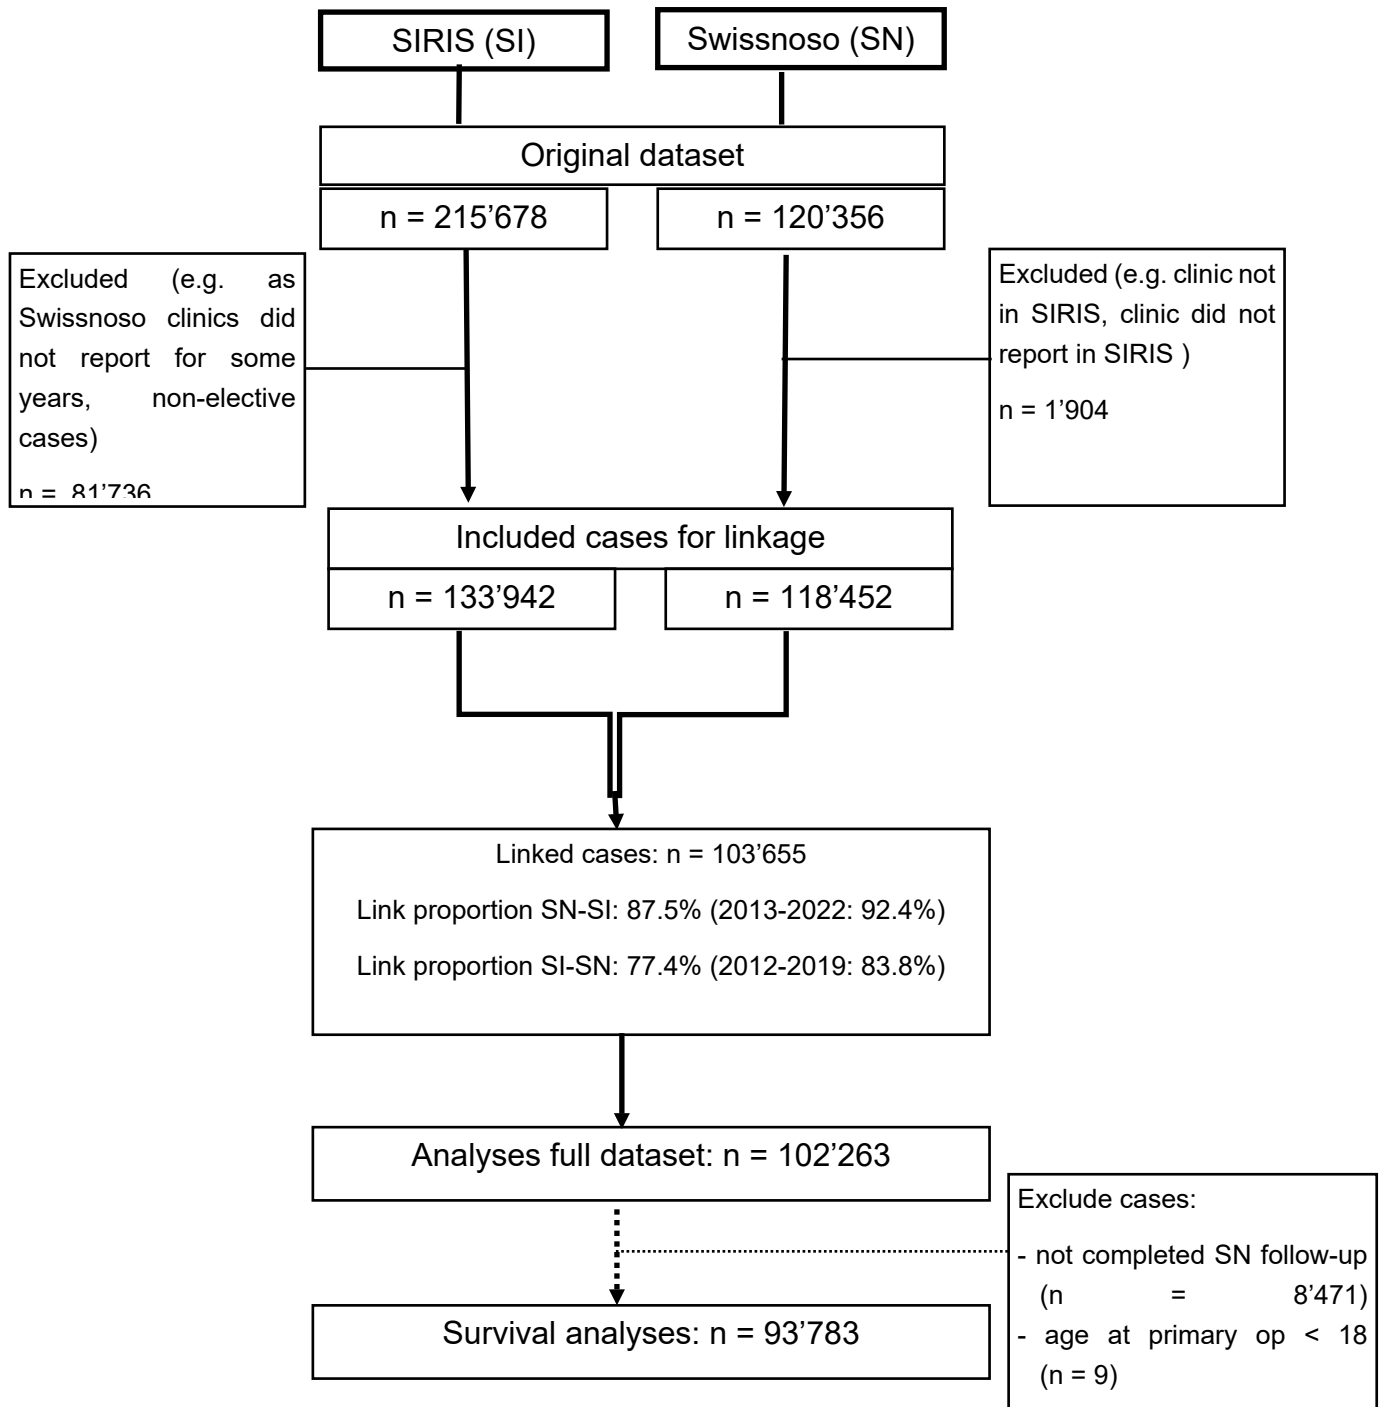 SIRIS (SI)
Swissnoso (SN)
Original dataset
n = 215’678
n = 120’356
Excluded (e.g. as
Swissnoso clinics did
not report for some
years, non-elective
cases)
n = 81’736
Excluded (e.g. clinic not
in SIRIS, clinic did not
report in SIRIS )
n = 1’904
Included cases for linkage
n = 133’942
n = 118’452
Linked cases: n = 103’655
Link proportion SN-SI: 87.5% (2013-2022: 92.4%)
Link proportion SI-SN: 77.4% (2012-2019: 83.8%)
Analyses full dataset: n = 102’263
Exclude cases:
- not completed SN follow-up
(n = 8’471)
- age at primary op < 18
(n = 9)
Survival analyses: n = 93’783